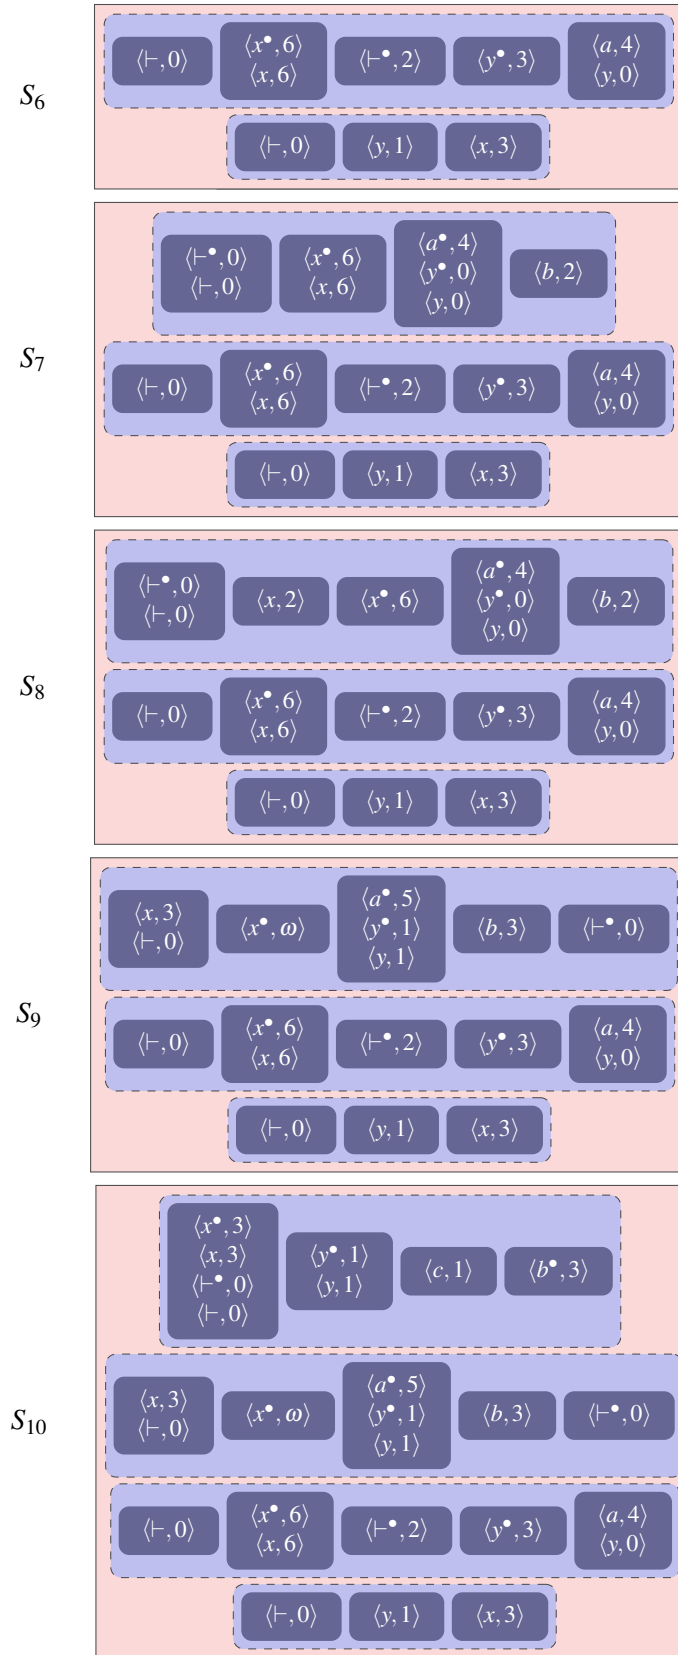 S₆
⟨⊢, 0⟩ ⟨x•, 6⟩ ⟨⊢•, 2⟩ ⟨y•, 3⟩ ⟨a, 4⟩
⟨x, 6⟩ ⟨y, 0⟩
⟨⊢, 0⟩ ⟨y, 1⟩ ⟨x, 3⟩
S₇
⟨⊢•, 0⟩ ⟨x•, 6⟩ ⟨a•, 4⟩ ⟨b, 2⟩
⟨⊢, 0⟩ ⟨x, 6⟩ ⟨y•, 0⟩
⟨y, 0⟩
⟨⊢, 0⟩ ⟨x•, 6⟩ ⟨⊢•, 2⟩ ⟨y•, 3⟩ ⟨a, 4⟩
⟨x, 6⟩ ⟨y, 0⟩
⟨⊢, 0⟩ ⟨y, 1⟩ ⟨x, 3⟩
S₈
⟨⊢•, 0⟩ ⟨x, 2⟩ ⟨x•, 6⟩ ⟨a•, 4⟩ ⟨b, 2⟩
⟨⊢, 0⟩ ⟨y•, 0⟩
⟨y, 0⟩
⟨⊢, 0⟩ ⟨x•, 6⟩ ⟨⊢•, 2⟩ ⟨y•, 3⟩ ⟨a, 4⟩
⟨x, 6⟩ ⟨y, 0⟩
⟨⊢, 0⟩ ⟨y, 1⟩ ⟨x, 3⟩
S₉
⟨x, 3⟩ ⟨x•, ω⟩ ⟨a•, 5⟩ ⟨b, 3⟩ ⟨⊢•, 0⟩
⟨⊢, 0⟩ ⟨y•, 1⟩
⟨y, 1⟩
⟨⊢, 0⟩ ⟨x•, 6⟩ ⟨⊢•, 2⟩ ⟨y•, 3⟩ ⟨a, 4⟩
⟨x, 6⟩ ⟨y, 0⟩
⟨⊢, 0⟩ ⟨y, 1⟩ ⟨x, 3⟩
S₁₀
⟨x•, 3⟩ ⟨y•, 1⟩ ⟨c, 1⟩ ⟨b•, 3⟩
⟨x, 3⟩ ⟨y, 1⟩
⟨⊢•, 0⟩
⟨⊢, 0⟩
⟨x, 3⟩ ⟨x•, ω⟩ ⟨a•, 5⟩ ⟨b, 3⟩ ⟨⊢•, 0⟩
⟨⊢, 0⟩ ⟨y•, 1⟩
⟨y, 1⟩
⟨⊢, 0⟩ ⟨x•, 6⟩ ⟨⊢•, 2⟩ ⟨y•, 3⟩ ⟨a, 4⟩
⟨x, 6⟩ ⟨y, 0⟩
⟨⊢, 0⟩ ⟨y, 1⟩ ⟨x, 3⟩